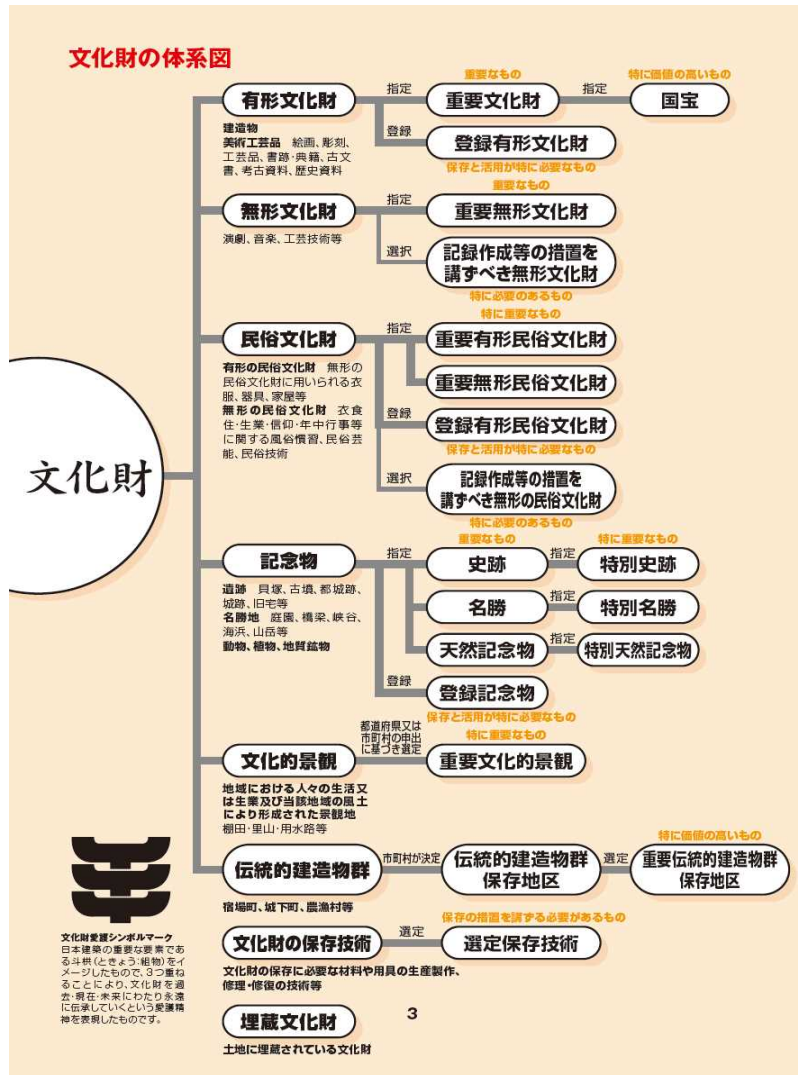 文化財の体系図
文化財
有形文化財
指定
重要なもの
重要文化財
指定
特に価値の高いもの
国宝
建造物
美術工芸品 絵画、彫刻、
工芸品、書跡・典籍、古文
書、考古資料、歴史資料
登録
登録有形文化財
保存と活用が特に必要なもの
無形文化財
指定
重要なもの
重要無形文化財
演劇、音楽、工芸技術等
選択
記録作成等の措置を
講ずべき無形文化財
特に必要のあるもの
民俗文化財
指定
特に重要なもの
重要有形民俗文化財
重要無形民俗文化財
有形の民俗文化財 無形の
民俗文化財に用いられる衣
服、器具、家屋等
無形の民俗文化財 衣食
住・生業・信仰・年中行事等
に関する風俗慣習、民俗芸
能、民俗技術
登録
登録有形民俗文化財
保存と活用が特に必要なもの
選択
記録作成等の措置を
講ずべき無形の民俗文化財
特に必要のあるもの
記念物
指定
重要なもの
史跡
指定
特に重要なもの
特別史跡
遺跡 貝塚、古墳、都城跡、
城跡、旧宅等
名勝地 庭園、橋梁、峡谷、
海浜、山岳等
動物、植物、地質鉱物
名勝
指定
特別名勝
天然記念物
指定
特別天然記念物
登録
登録記念物
保存と活用が特に必要なもの
文化的景観
都道府県又は
市町村の申出
に基づき選定
特に重要なもの
重要文化的景観
地域における人々の生活又
は生業及び当該地域の風土
により形成された景観地
棚田・里山・用水路等
伝統的建造物群
市町村が決定
伝統的建造物群
保存地区
選定
特に価値の高いもの
重要伝統的建造物群
保存地区
宿場町、城下町、農漁村等
文化財の保存技術
選定
保存の措置を講ずる必要があるもの
選定保存技術
文化財の保存に必要な材料や用具の生産製作、
修理・修復の技術等
埋蔵文化財
土地に埋蔵されている文化財
文化財愛護シンボルマーク
日本建築の重要な要素であ
る斗栱(ときょう:組物)をイ
メージしたもので、3つ重ね
ることにより、文化財を過
去・現在・未来にわたり永遠
に伝承していくという愛護精
神を表現したものです。
3